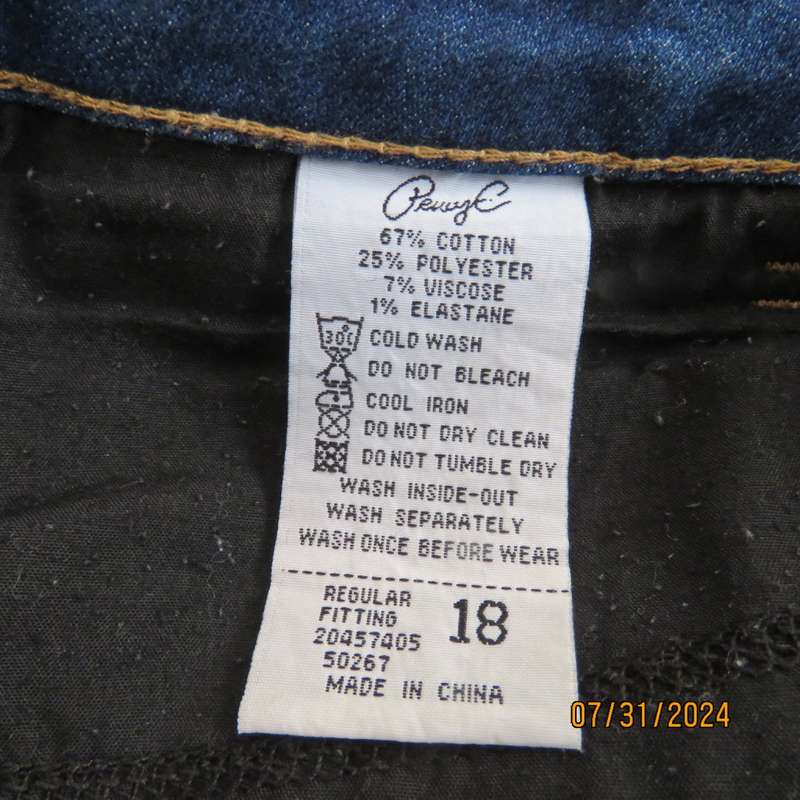 Penny C
67% COTTON
25% POLYESTER
7% VISCOSE
1% ELASTANE
30C COLD WASH
DO NOT BLEACH
COOL IRON
DO NOT DRY CLEAN
DO NOT TUMBLE DRY
WASH INSIDE-OUT
WASH SEPARATELY
WASH ONCE BEFORE WEAR
REGULAR
FITTING 18
20457405
50267
MADE IN CHINA
07/31/2024